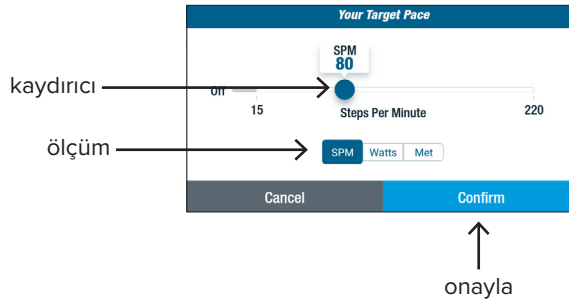 Your Target Pace
SPM
80
kaydırıcı
Off
15
Steps Per Minute
220
ölçüm
SPM Watts Met
Cancel Confirm
onayla